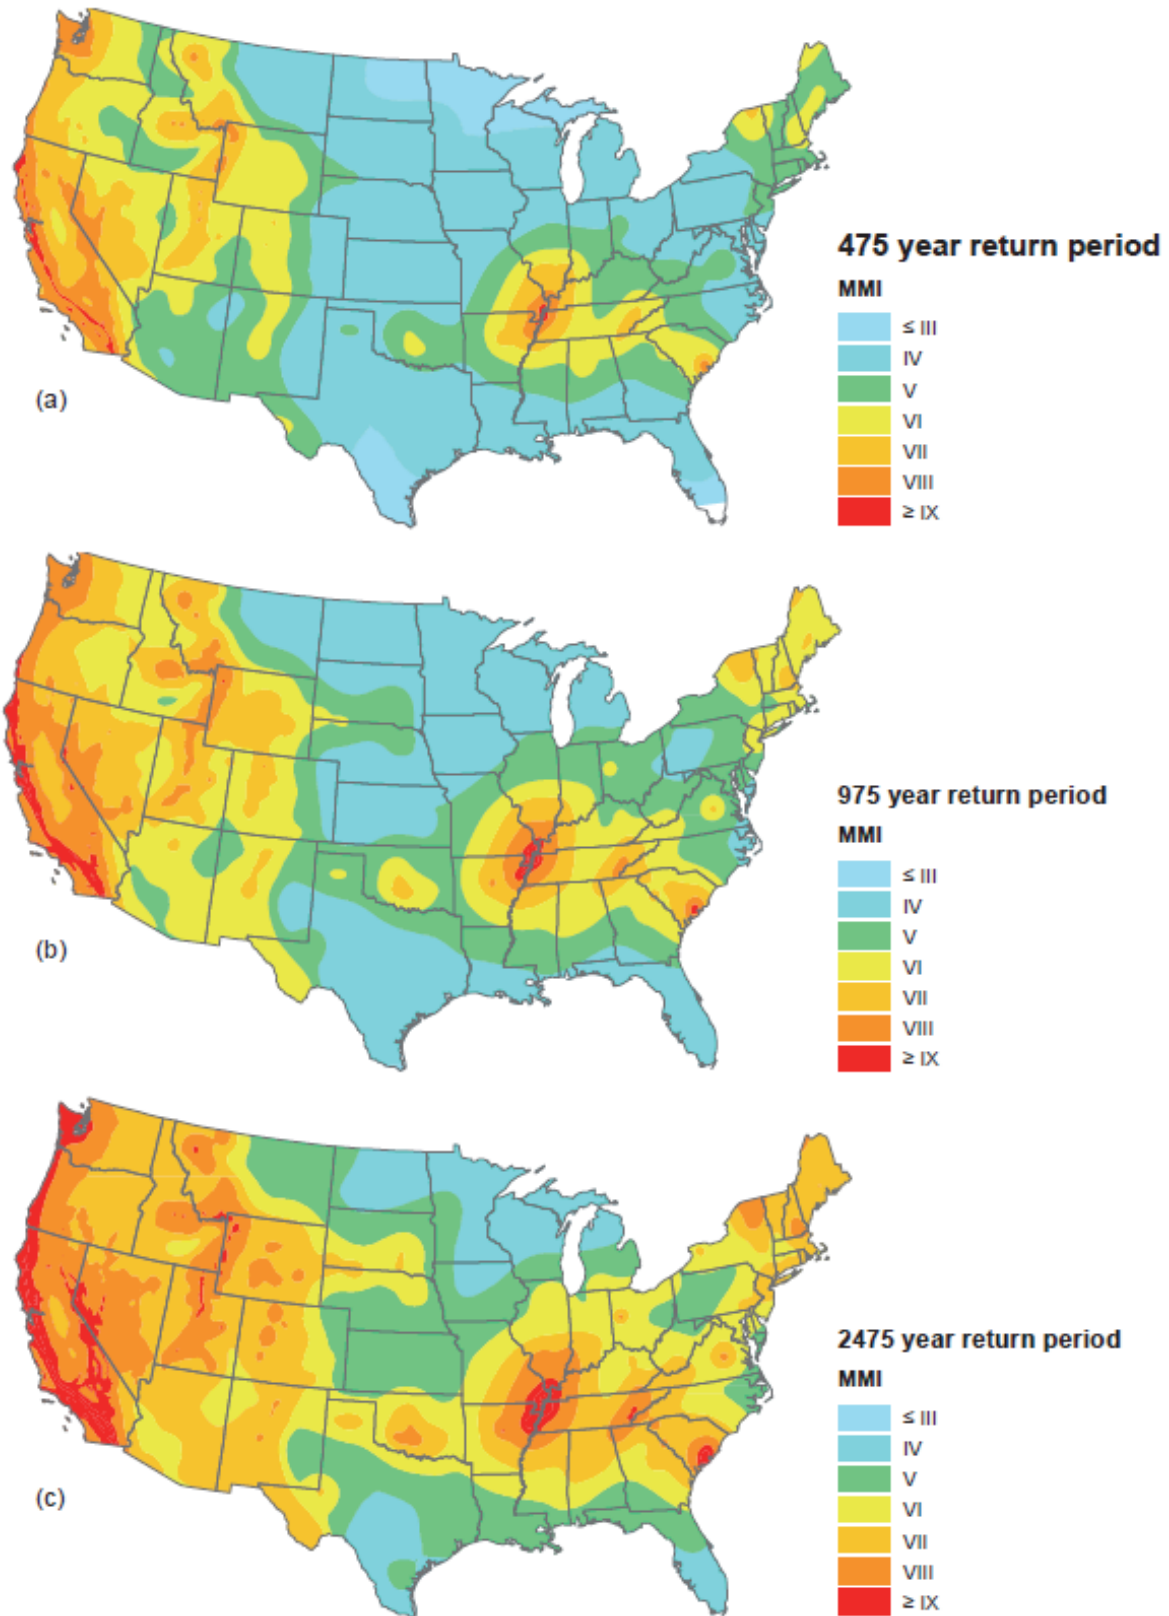 475 year return period
MMI
≤ III
IV
V
VI
VII
VIII
≥ IX
(a)
975 year return period
MMI
≤ III
IV
V
VI
VII
VIII
≥ IX
(b)
2475 year return period
MMI
≤ III
IV
V
VI
VII
VIII
≥ IX
(c)